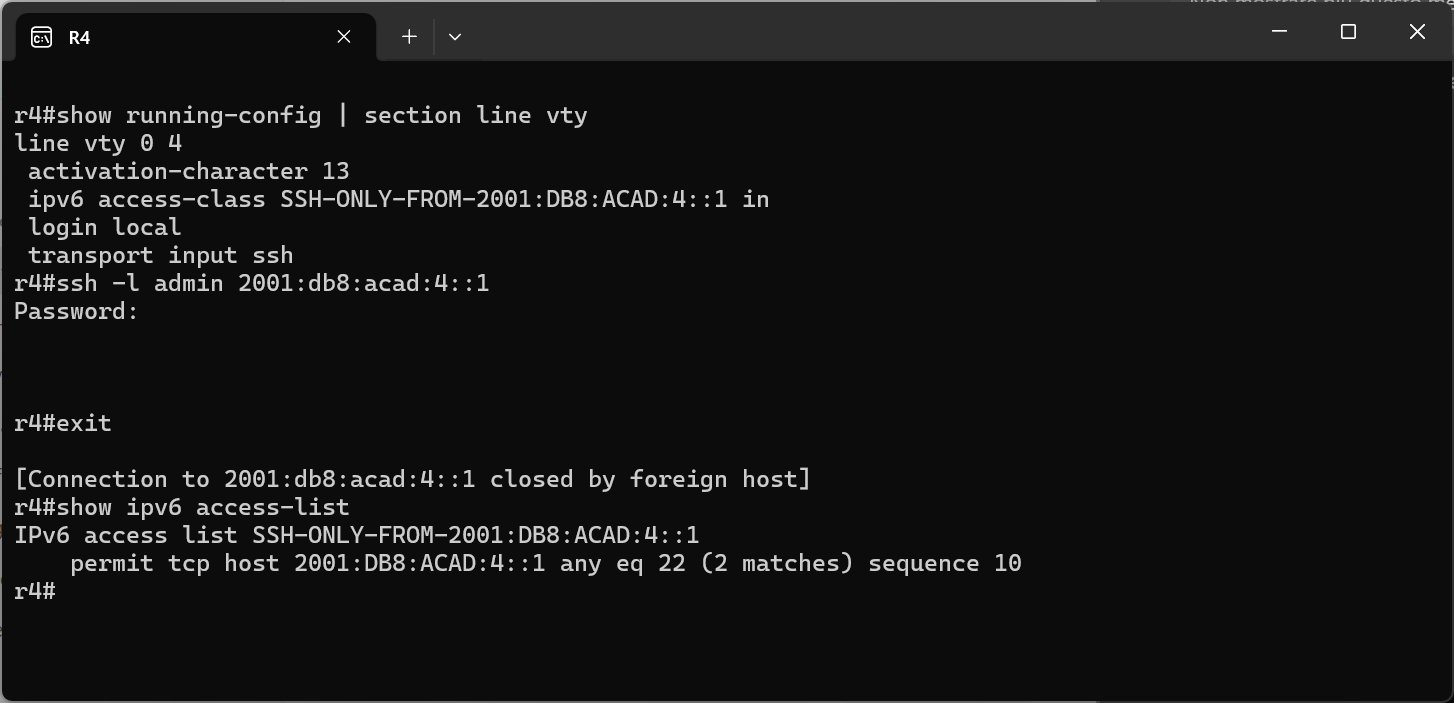 R4
r4#show running-config | section line vty
line vty 0 4
 activation-character 13
 ipv6 access-class SSH-ONLY-FROM-2001:DB8:ACAD:4::1 in
 login local
 transport input ssh
r4#ssh -l admin 2001:db8:acad:4::1
Password:
r4#exit
[Connection to 2001:db8:acad:4::1 closed by foreign host]
r4#show ipv6 access-list
IPv6 access list SSH-ONLY-FROM-2001:DB8:ACAD:4::1
    permit tcp host 2001:DB8:ACAD:4::1 any eq 22 (2 matches) sequence 10
r4#